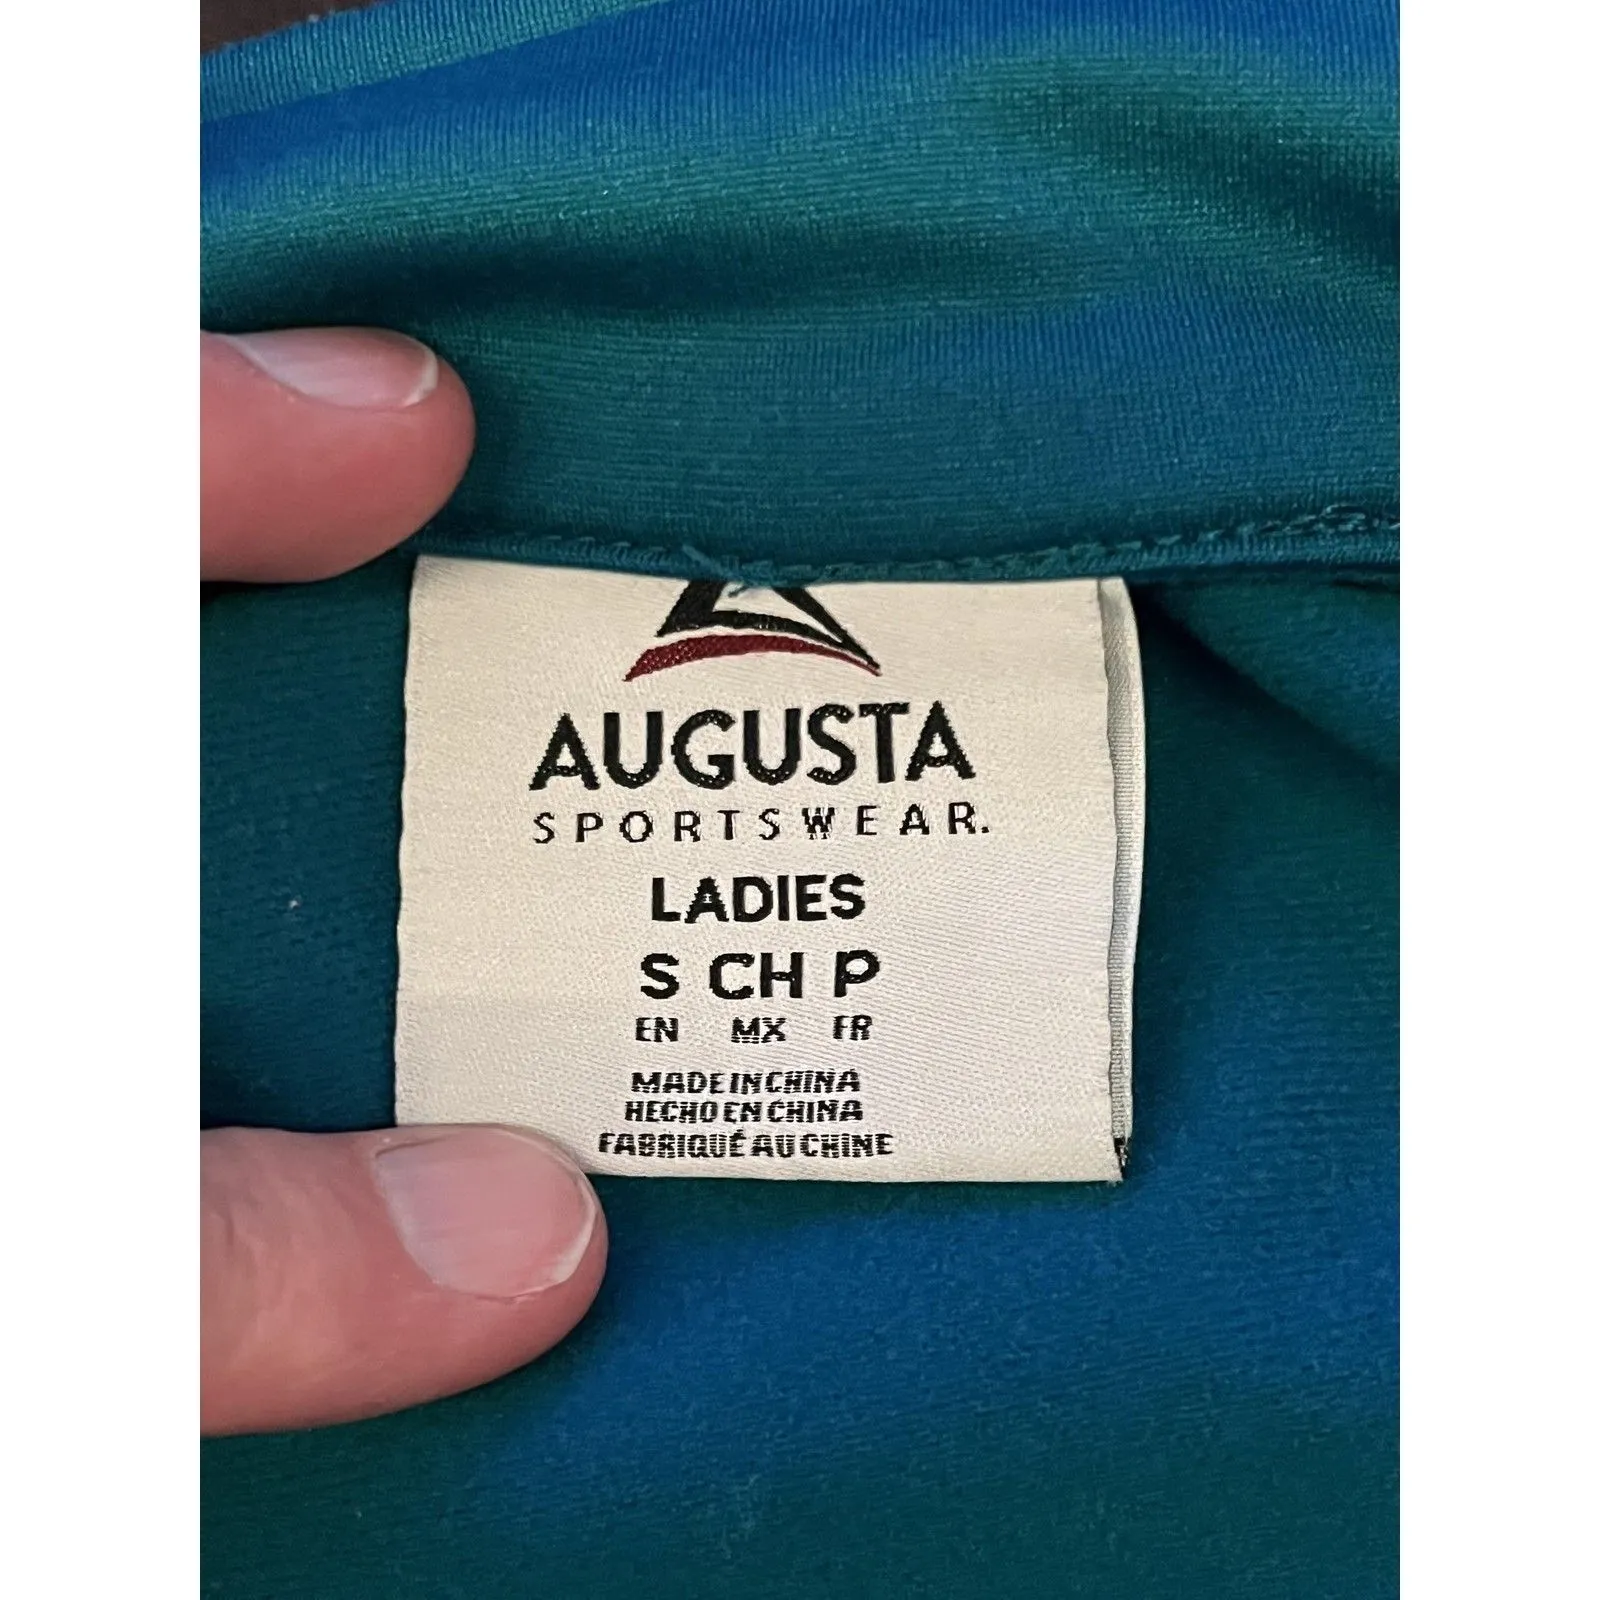 AUGUSTA
SPORTSWEAR.
LADIES
S CH P
EN MX FR
MADE IN CHINA
HECHO EN CHINA
FABRIQUÉ AU CHINE